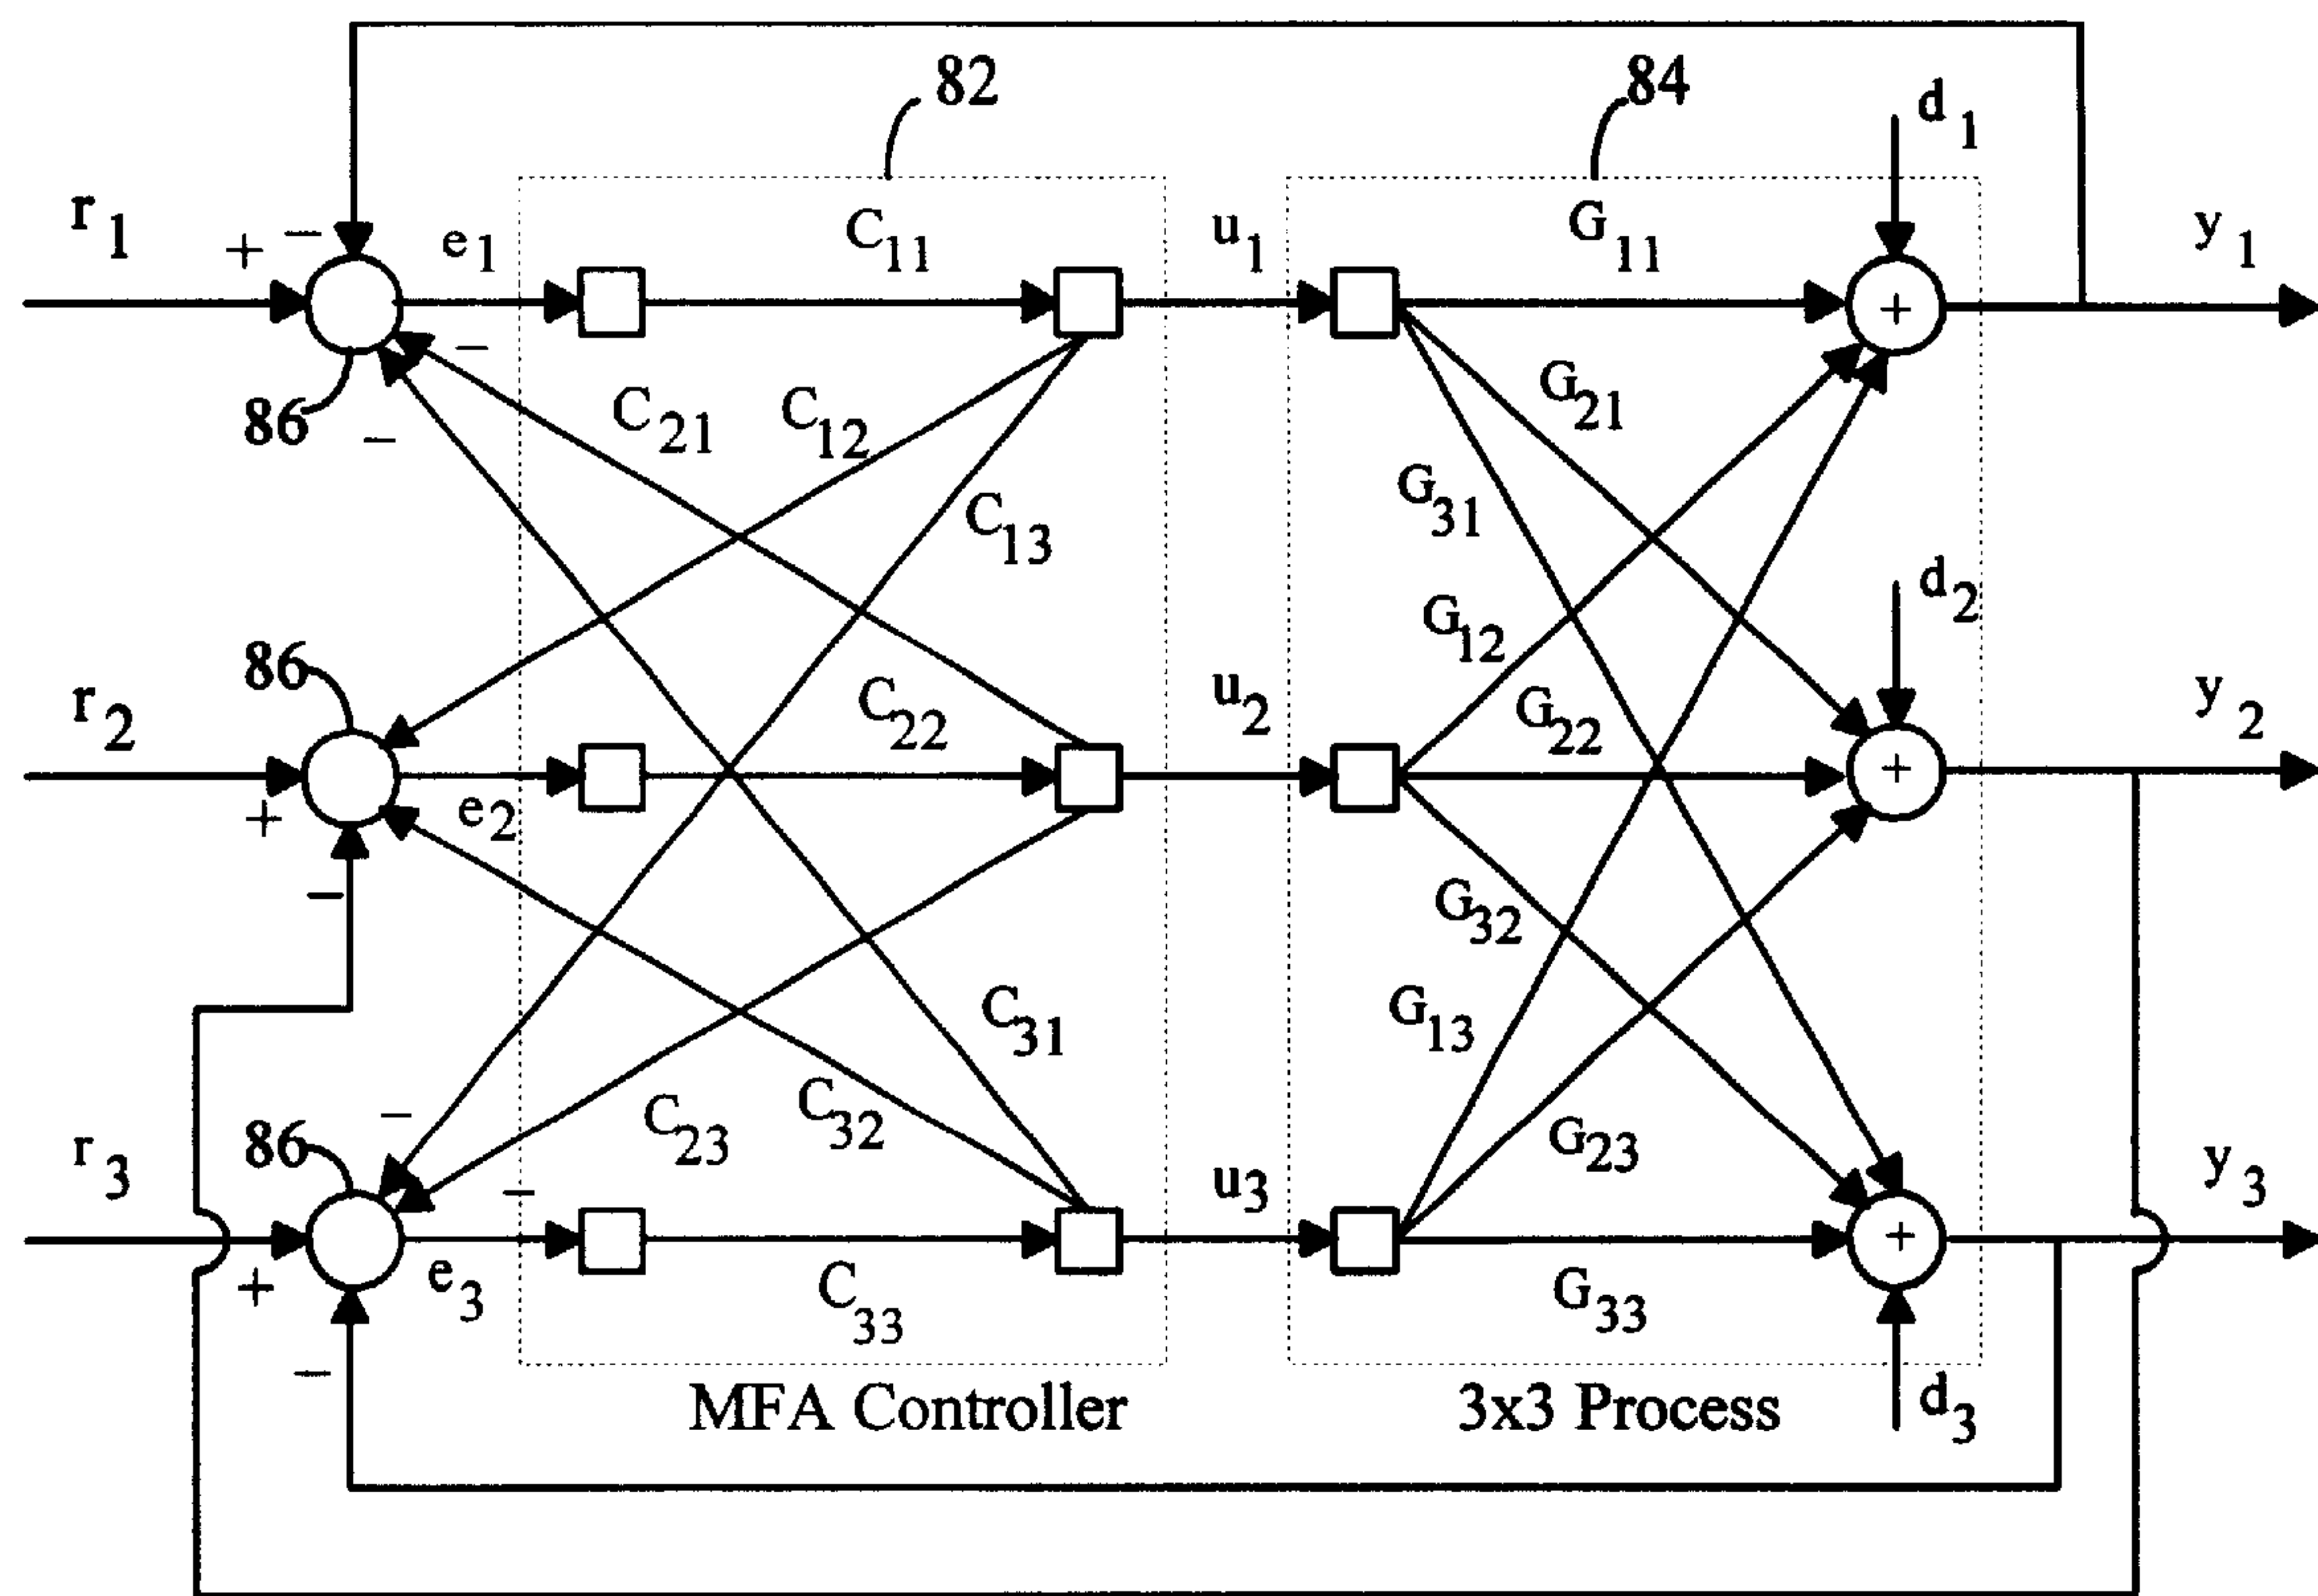 82
84
d1
r1
+
−
e1
C11
u1
G11
+
y1
86
−
−
C21
C12
G21
C13
G31
d2
G12
86
r2
C22
u2
G22
+
y2
+
e2
−
G32
C31
G13
C32
C23
−
G23
86
r3
−
u3
+
y3
+
e3
C33
G33
−
MFA Controller
3x3 Process
d3